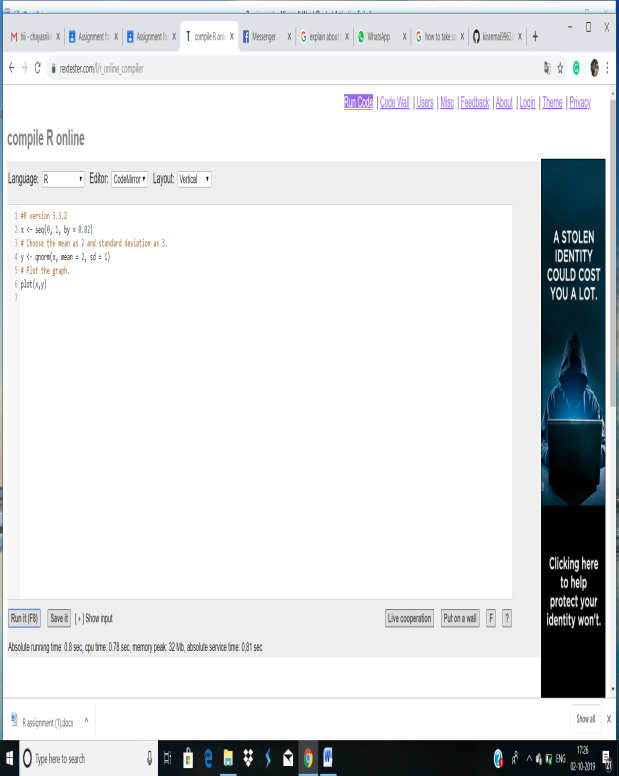 hii - chayasidd
Assignment fo
Assignment fo
compile R onli
Messenger
explain about
WhatsApp
how to take sc
kiranmai9963
rextester.com/l/r_online_compiler
Run Code | Code Wall | Users | Misc | Feedback | About | Login | Theme | Privacy
compile R online
Language: R Editor: CodeMirror Layout: Vertical
1 #R version 3.3.2
2 x <- seq(0, 1, by = 0.02)
3 # Choose the mean as 2 and standard deviation as 3.
4 y <- qnorm(x, mean = 2, sd = 1)
5 # Plot the graph.
6 plot(x,y)
7
A STOLEN
IDENTITY
COULD COST
YOU A LOT.
Clicking here
to help
protect your
identity won't.
Run it (F8) Save it [ + ] Show input Live cooperation Put on a wall F ?
Absolute running time: 0.8 sec, cpu time: 0.78 sec, memory peak: 32 Mb, absolute service time: 0,81 sec
R assignment (1).docx
Show all
Type here to search
ENG
17:26
02-10-2019
21